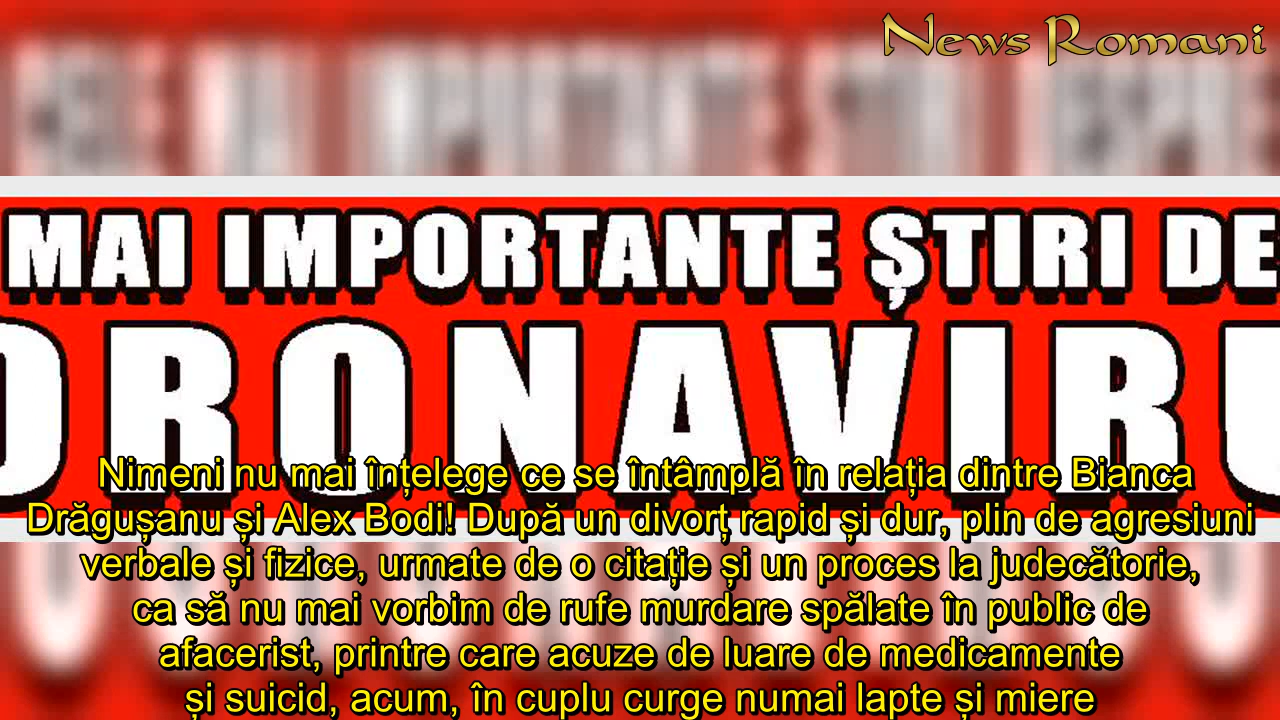 News Romani
MAI IMPORTANTE ȘTIRI DE
ORONAVIRU
Nimeni nu mai înțelege ce se întâmplă în relația dintre Bianca
Drăgușanu și Alex Bodi! După un divorț rapid și dur, plin de agresiuni
verbale și fizice, urmate de o citație și un proces la judecătorie,
ca să nu mai vorbim de rufe murdare spălate în public de
afacerist, printre care acuze de luare de medicamente
și suicid, acum, în cuplu curge numai lapte și miere